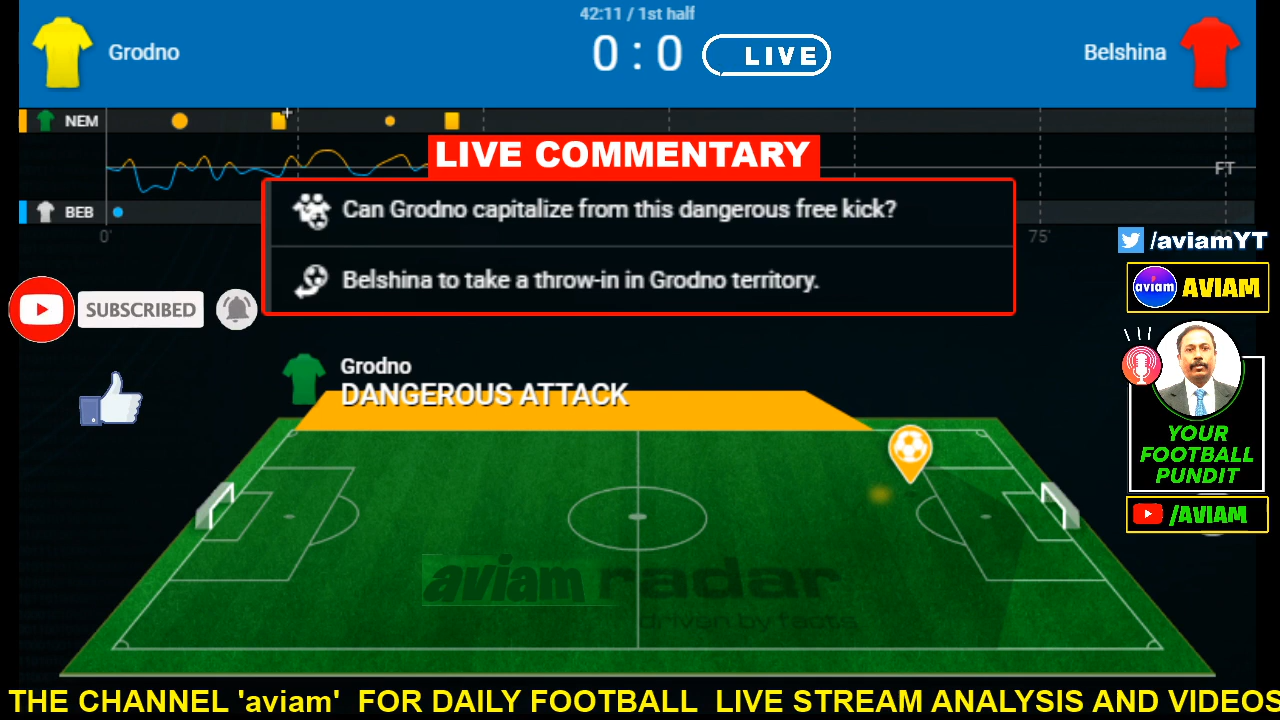 42:11 / 1st half
Grodno
0 : 0
LIVE
Belshina
NEM
LIVE COMMENTARY
FT
Can Grodno capitalize from this dangerous free kick?
BEB
0'
75'
Belshina to take a throw-in in Grodno territory.
/aviamYT
aviam AVIAM
SUBSCRIBED
Grodno
DANGEROUS ATTACK
YOUR
FOOTBALL
PUNDIT
/AVIAM
aviam radar
driven by facts
THE CHANNEL 'aviam' FOR DAILY FOOTBALL LIVE STREAM ANALYSIS AND VIDEOS